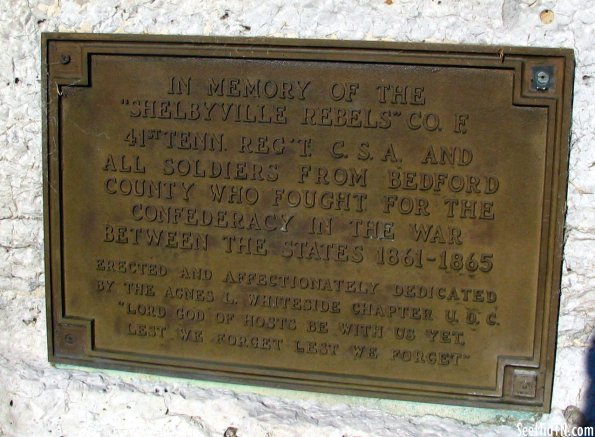 IN MEMORY OF THE
"SHELBYVILLE REBELS" CO. F.
41ST TENN. REG'T. C. S. A. AND
ALL SOLDIERS FROM BEDFORD
COUNTY WHO FOUGHT FOR THE
CONFEDERACY IN THE WAR
BETWEEN THE STATES 1861-1865
ERECTED AND AFFECTIONATELY DEDICATED
BY THE AGNES L. WHITESIDE CHAPTER U. D. C.
"LORD GOD OF HOSTS BE WITH US YET,
LEST WE FORGET LEST WE FORGET"
SeeMidTN.com